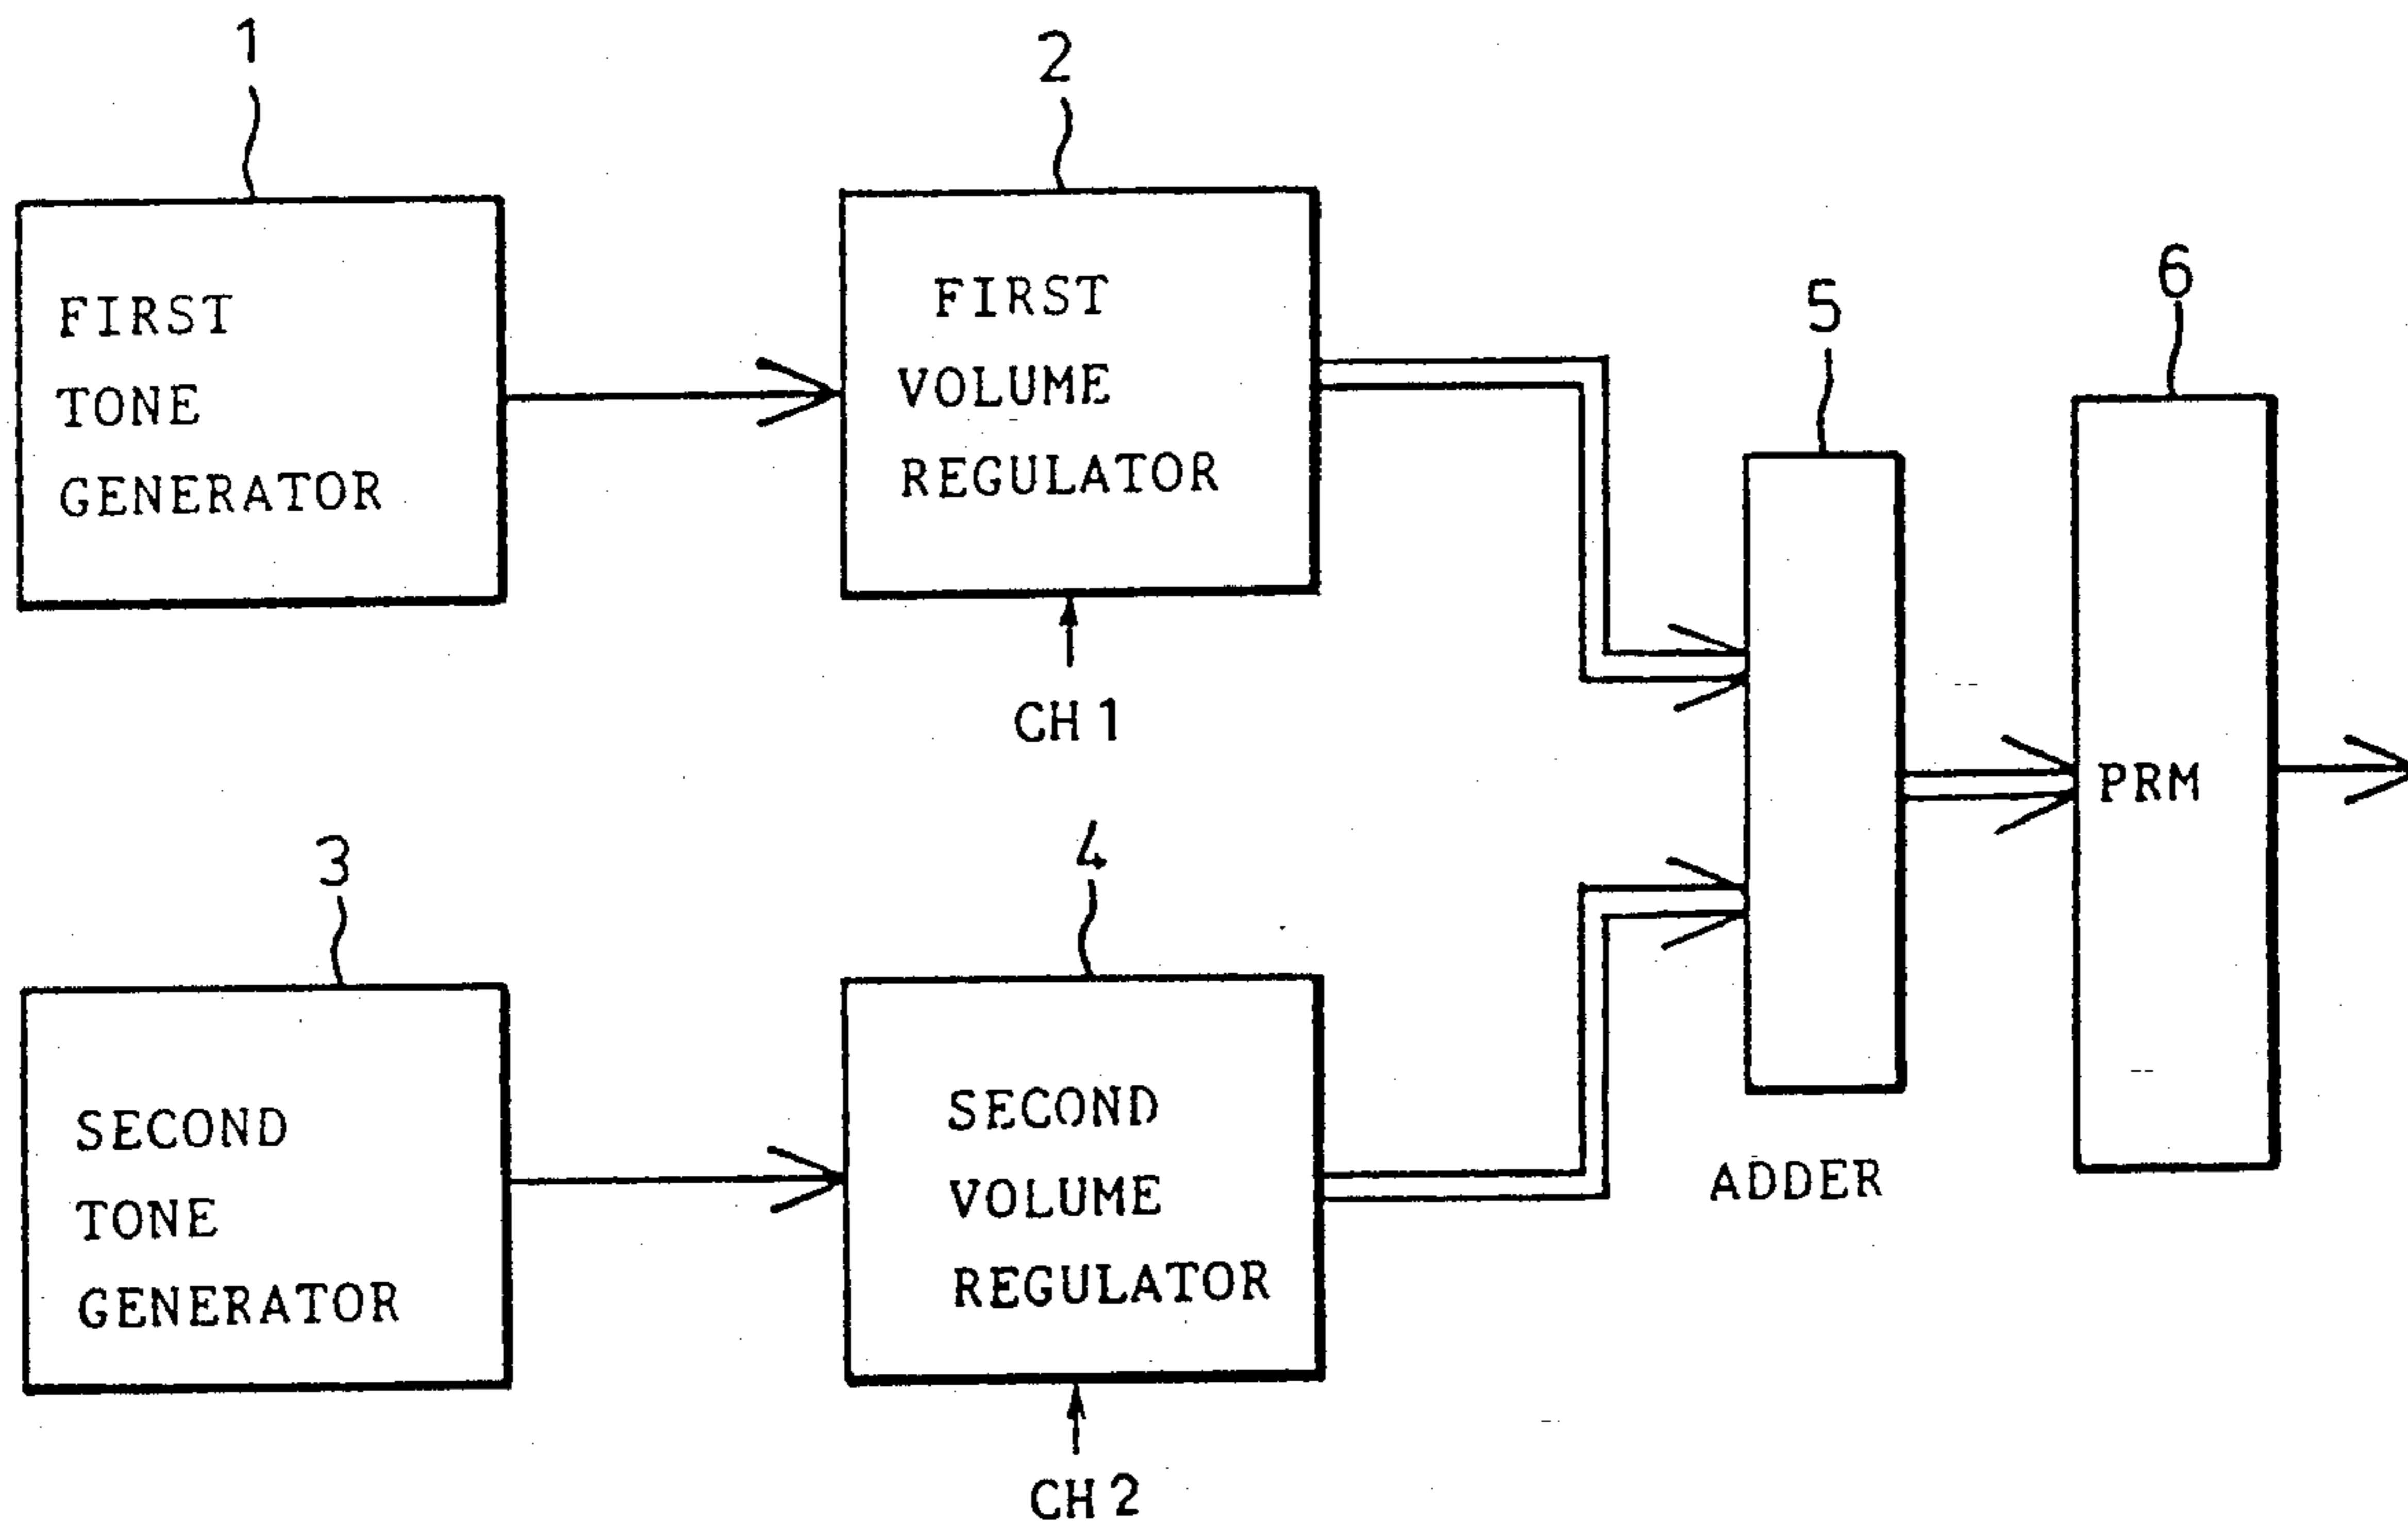 1
2
FIRST
TONE
GENERATOR
FIRST
VOLUME
REGULATOR
5
6
CH 1
PRM
3
4
SECOND
TONE
GENERATOR
SECOND
VOLUME
REGULATOR
ADDER
CH 2